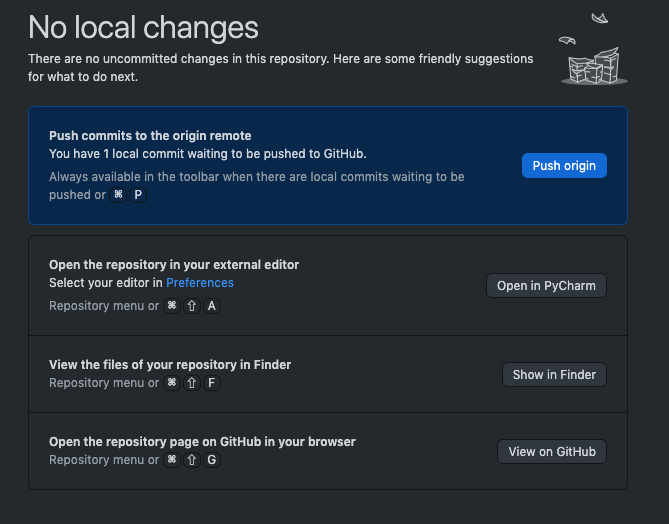 No local changes
There are no uncommitted changes in this repository. Here are some friendly suggestions
for what to do next.
Push commits to the origin remote
You have 1 local commit waiting to be pushed to GitHub.
Always available in the toolbar when there are local commits waiting to be
pushed or ⌘ P
Push origin
Open the repository in your external editor
Select your editor in Preferences
Repository menu or ⌘ ⇧ A
Open in PyCharm
View the files of your repository in Finder
Repository menu or ⌘ ⇧ F
Show in Finder
Open the repository page on GitHub in your browser
Repository menu or ⌘ ⇧ G
View on GitHub